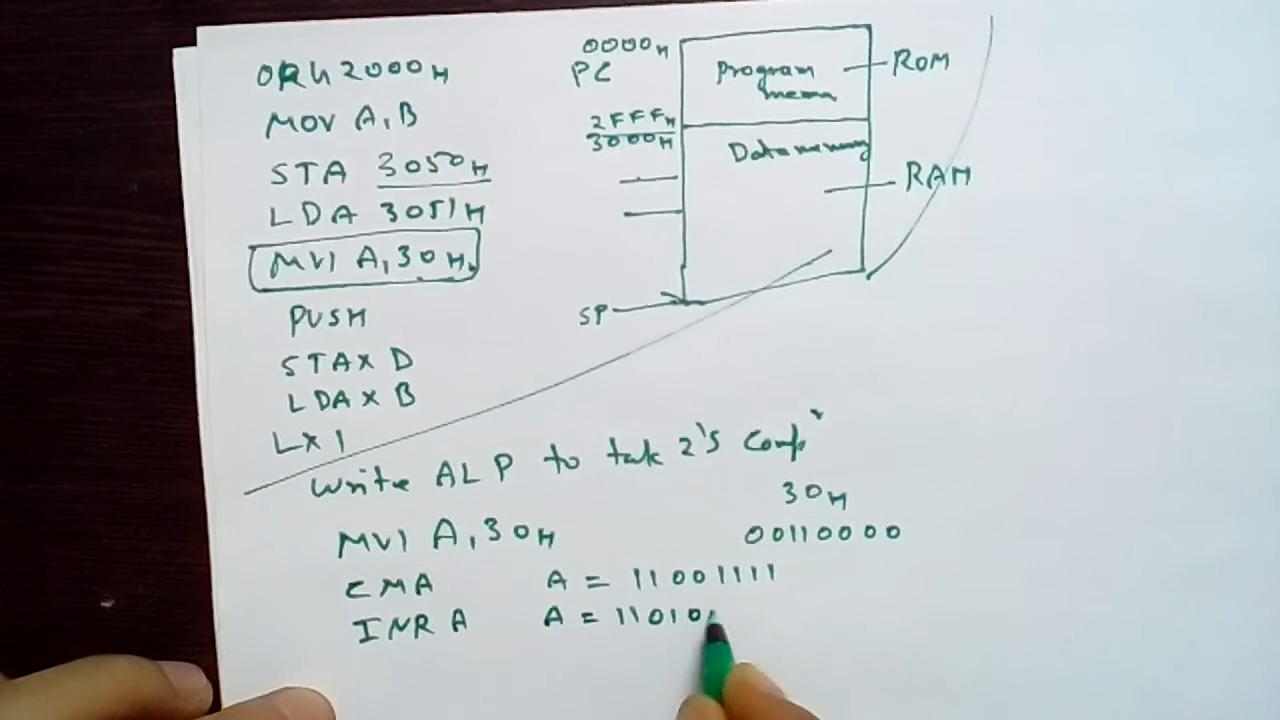 ORG 2000H
MOV A,B
STA 3050H
LDA 3051H
MVI A,30H
PUSH
STAX D
LDAX B
LXI
0000H
PC
2FFFH
3000H
SP
Program
Data memory
ROM
RAM
Write ALP to take 2's comp
30H
MVI A,30H 00110000
CMA A = 11001111
INR A A = 11010